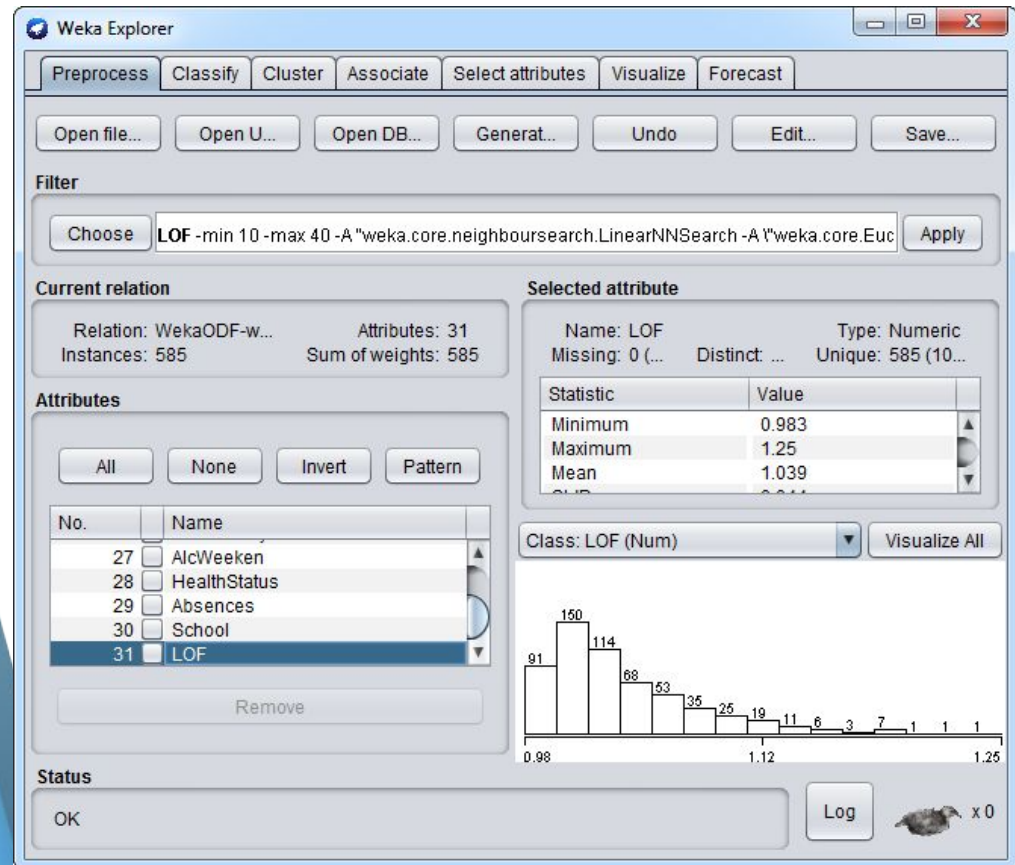 Weka Explorer
Preprocess Classify Cluster Associate Select attributes Visualize Forecast
Open file... Open U... Open DB... Generat... Undo Edit... Save...
Filter
Choose LOF -min 10 -max 40 -A "weka.core.neighboursearch.LinearNNSearch -A \"weka.core.Euc Apply
Current relation
Relation: WekaODF-w... Attributes: 31
Instances: 585 Sum of weights: 585
Selected attribute
Name: LOF Type: Numeric
Missing: 0 (... Distinct: ... Unique: 585 (10...
Statistic Value
Minimum 0.983
Maximum 1.25
Mean 1.039
Attributes
All None Invert Pattern
No. Name
27 AlcWeeken
28 HealthStatus
29 Absences
30 School
31 LOF
Remove
Class: LOF (Num) Visualize All
91 150 114 68 53 35 25 19 11 6 3 7 1 1 1
0.98 1.12 1.25
Status
OK
Log x 0